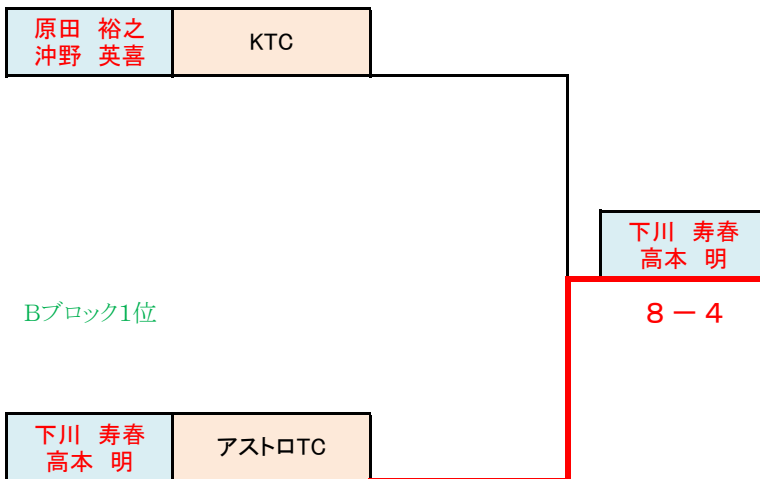 原田　裕之
沖野　英喜
KTC
下川　寿春
高本　明
Bブロック1位
８－４
下川　寿春
高本　明
アストロTC